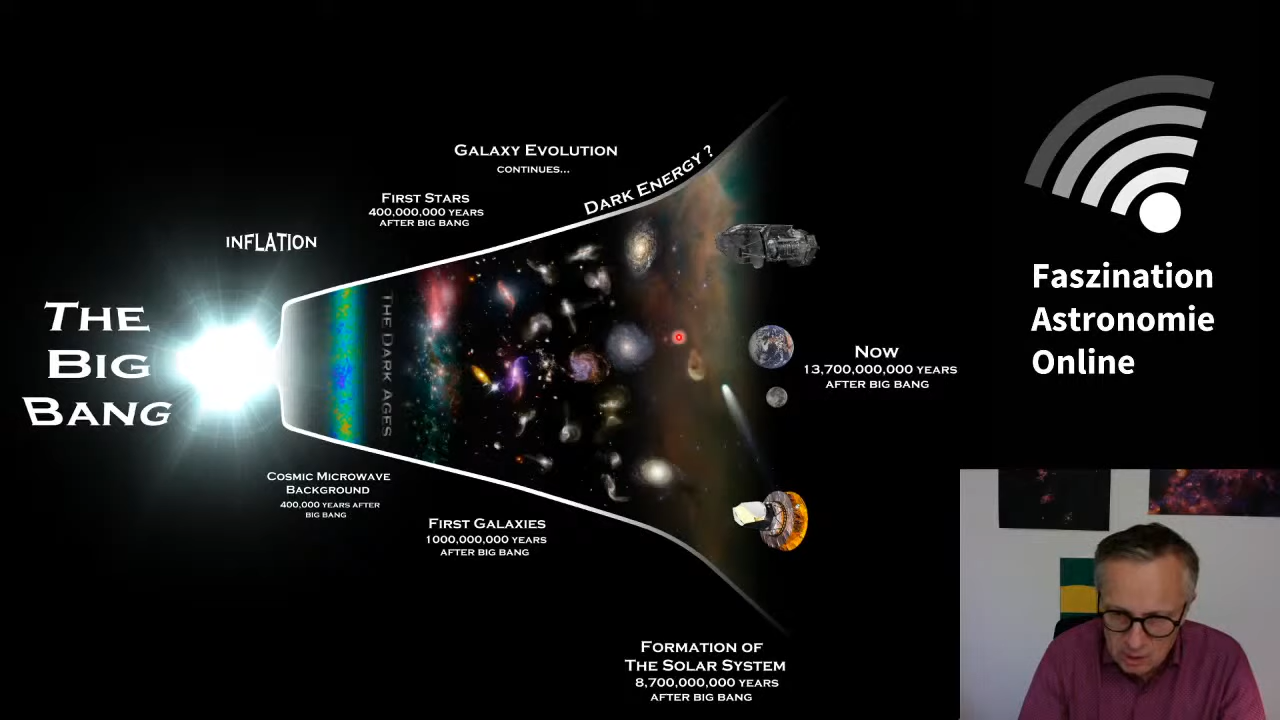 The
Big
Bang
Inflation
Cosmic Microwave
Background
400,000 years after
Big Bang
The Dark Ages
First Stars
400,000,000 years
after Big Bang
First Galaxies
1000,000,000 years
after Big Bang
Galaxy Evolution
continues...
Dark Energy ?
Formation of
The Solar System
8,700,000,000 years
after Big Bang
Now
13,700,000,000 years
after Big Bang
Faszination
Astronomie
Online